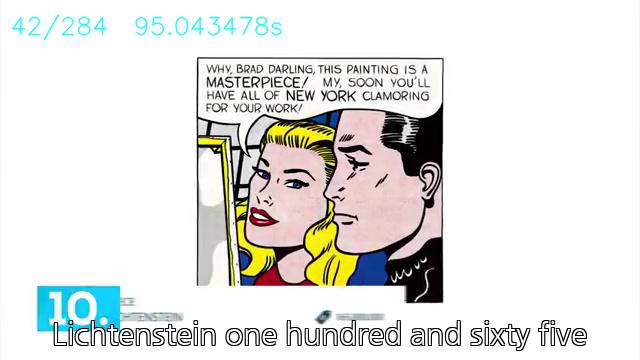 42/284 95.043478s
WHY, BRAD DARLING, THIS PAINTING IS A
MASTERPIECE! MY, SOON YOU'LL
HAVE ALL OF NEW YORK CLAMORING
FOR YOUR WORK!
10.
Lichtenstein one hundred and sixty five